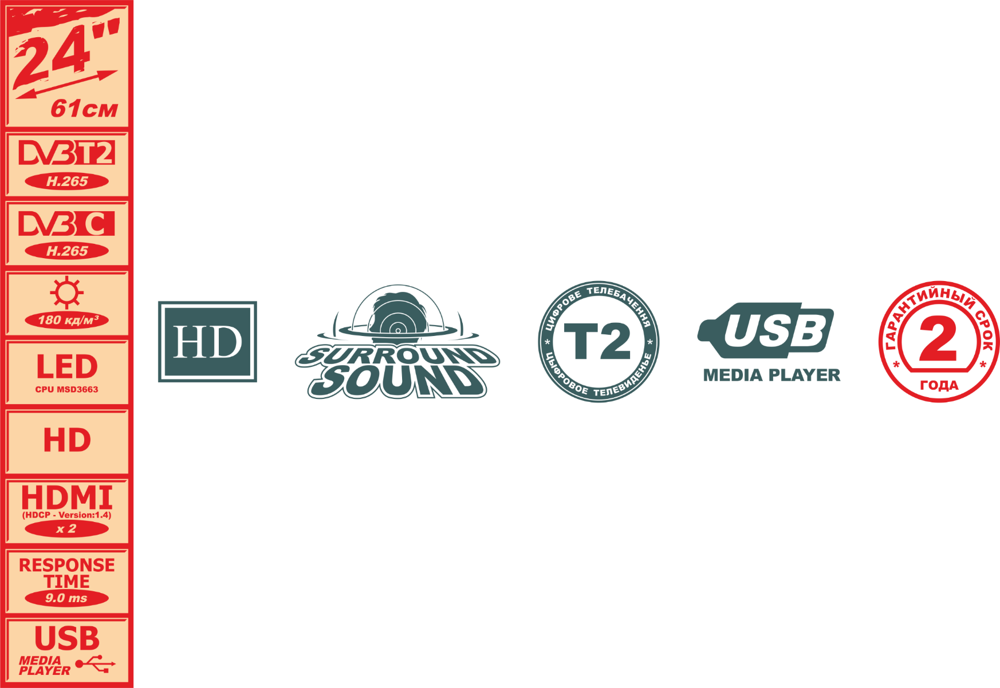 24"
61см
DVB T2
H.265
DVB C
H.265
180 кд/м³
LED
CPU MSD3663
HD
HDMI
(HDCP - Version:1.4)
x 2
RESPONSE
TIME
9.0 ms
USB
MEDIA
PLAYER
HD
SURROUND
SOUND
ЦИФРОВЕ ТЕЛЕБАЧЕННЯ
T2
* ЦЫФРОВОЕ ТЕЛЕВИДЕНЬЕ *
USB
MEDIA PLAYER
ГАРАНТИЙНЫЙ СРОК
2
* ГОДА *